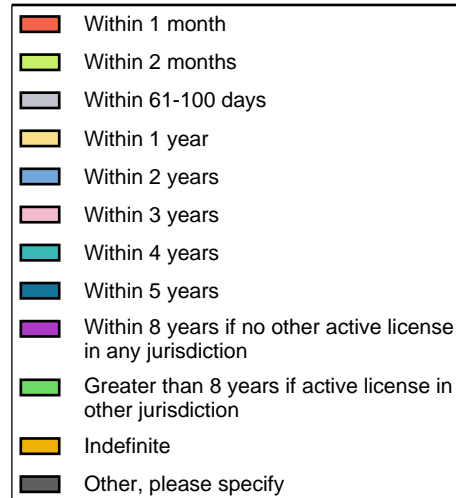 Within 1 month
Within 2 months
Within 61-100 days
Within 1 year
Within 2 years
Within 3 years
Within 4 years
Within 5 years
Within 8 years if no other active license
in any jurisdiction
Greater than 8 years if active license in
other jurisdiction
Indefinite
Other, please specify